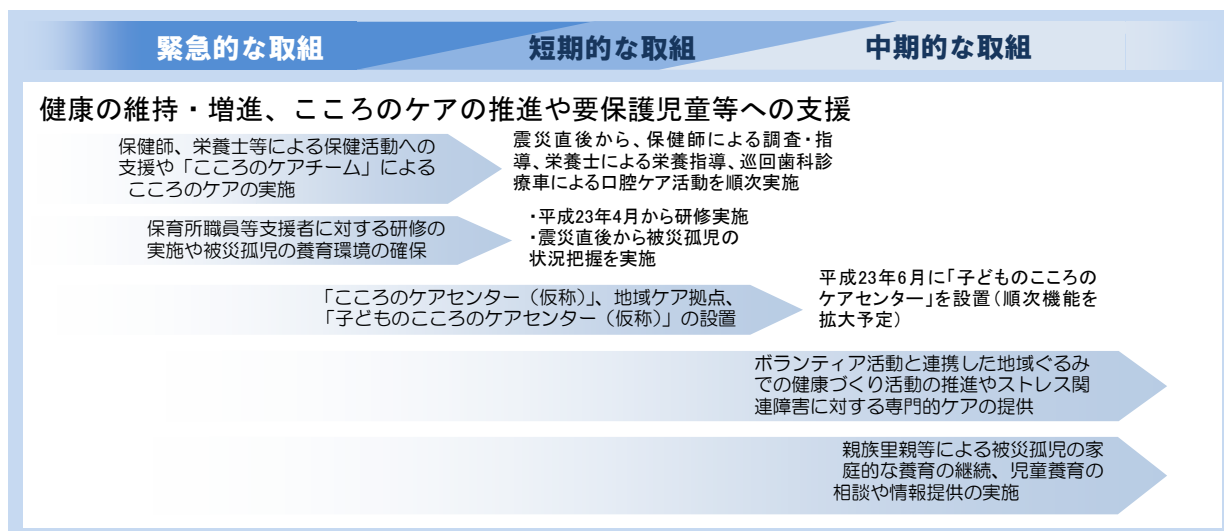 緊急的な取組
短期的な取組
中期的な取組
健康の維持・増進、こころのケアの推進や要保護児童等への支援
保健師、栄養士等による保健活動への
支援や「こころのケアチーム」による
こころのケアの実施
震災直後から、保健師による調査・指
導、栄養士による栄養指導、巡回歯科診
療車による口腔ケア活動を順次実施
保育所職員等支援者に対する研修の
実施や被災孤児の養育環境の確保
・平成23年4月から研修実施
・震災直後から被災孤児の
状況把握を実施
「こころのケアセンター（仮称）」、地域ケア拠点、
「子どものこころのケアセンター（仮称）」の設置
平成23年6月に「子どものこころの
ケアセンター」を設置（順次機能を
拡大予定）
ボランティア活動と連携した地域ぐるみ
での健康づくり活動の推進やストレス関
連障害に対する専門的ケアの提供
親族里親等による被災孤児の家
庭的な養育の継続、児童養育の
相談や情報提供の実施